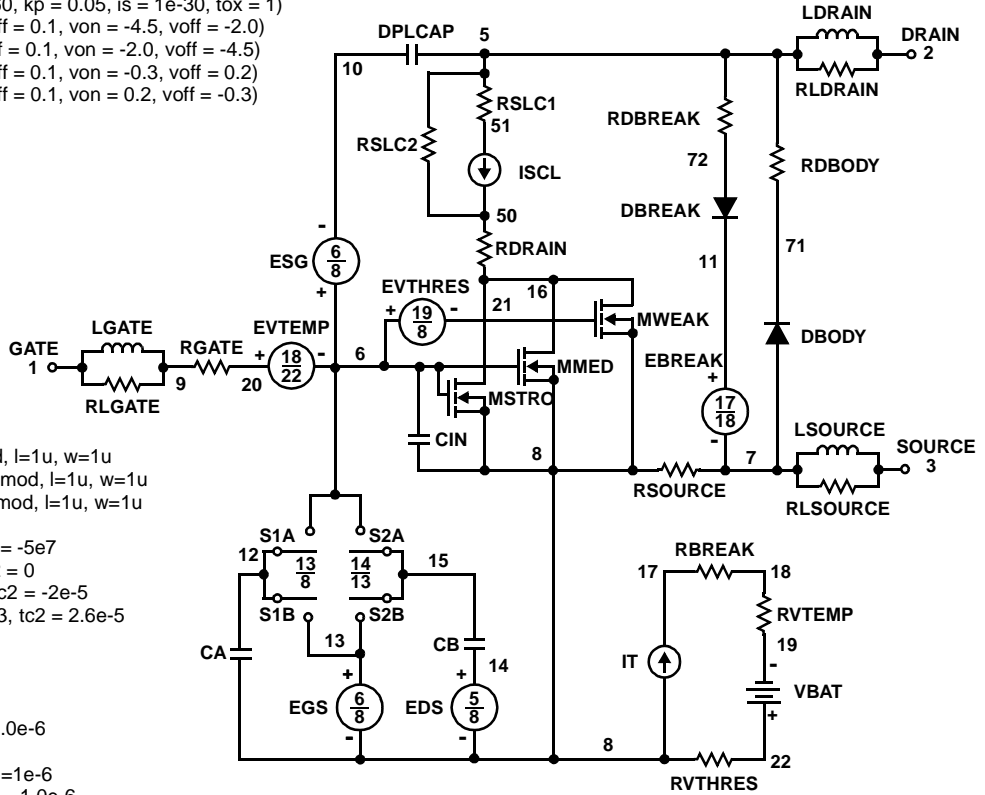 60, kp = 0.05, is = 1e-30, tox = 1)
ff = 0.1, von = -4.5, voff = -2.0)
f = 0.1, von = -2.0, voff = -4.5)
ff = 0.1, von = -0.3, voff = 0.2)
ff = 0.1, von = 0.2, voff = -0.3)
DPLCAP
5
10
LDRAIN
DRAIN
2
RLDRAIN
RSLC1
51
RSLC2
ISCL
50
RDRAIN
RDBREAK
72
RDBODY
DBREAK
11
71
ESG
-
6
8
+
EVTHRES
+
19
8
-
16
21
MWEAK
LGATE
GATE
1
RLGATE
9
RGATE
20
EVTEMP
+
18
22
-
6
MMED
MSTRO
DBODY
EBREAK
+
17
18
-
CIN
8
7
RSOURCE
LSOURCE
SOURCE
3
RLSOURCE
d, l=1u, w=1u
mod, l=1u, w=1u
mod, l=1u, w=1u
= -5e7
= 0
c2 = -2e-5
3, tc2 = 2.6e-5
.0e-6
=1e-6
S1A
S2A
12
13
8
14
13
15
S1B
S2B
13
CA
CB
14
+
EGS
6
8
-
+
EDS
5
8
-
8
RBREAK
17
18
RVTEMP
19
-
IT
VBAT
+
22
RVTHRES